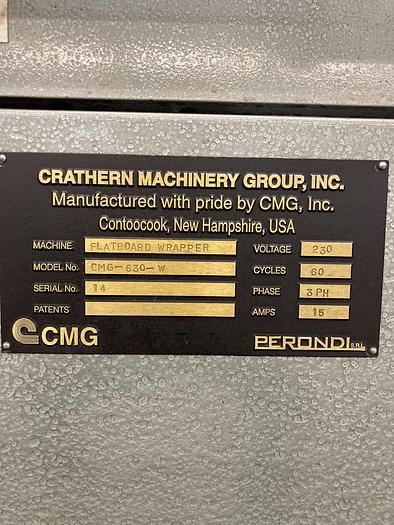 CRATHERN MACHINERY GROUP, INC.
Manufactured with pride by CMG, Inc.
Contoocook, New Hampshire, USA
MACHINE FLATBOARD WRAPPER VOLTAGE 230
MODEL No. CMG-630-W CYCLES 60
SERIAL No. 14 PHASE 3 PH
PATENTS AMPS 15
CMG PERONDI S.R.L.